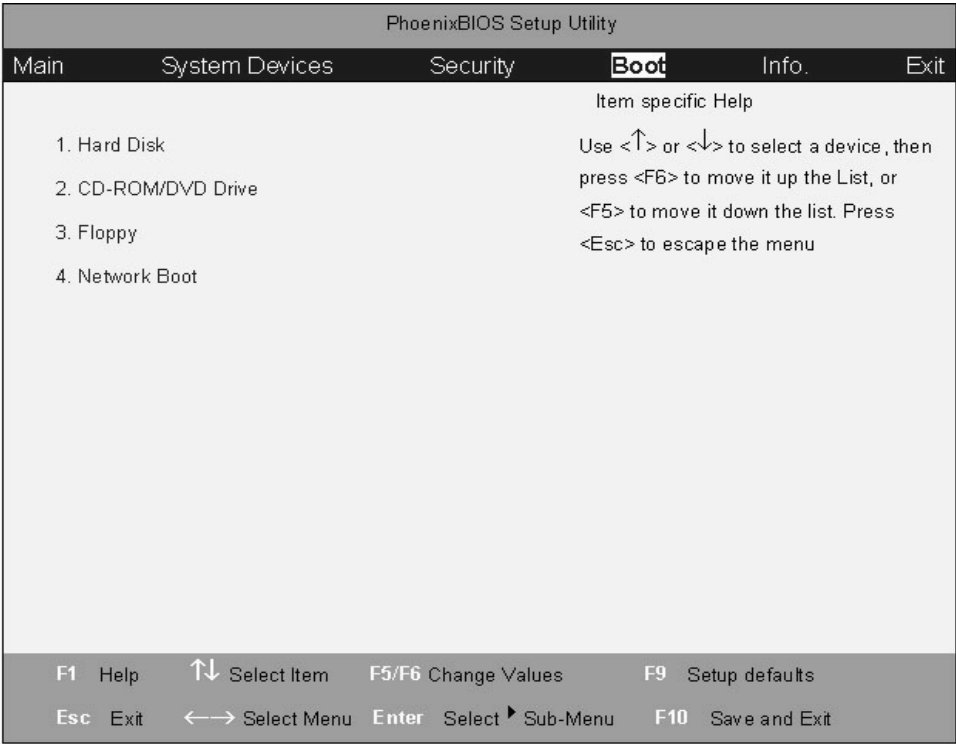 PhoenixBIOS Setup Utility
Main System Devices Security Boot Info. Exit
Item specific Help
1. Hard Disk
2. CD-ROM/DVD Drive
3. Floppy
4. Network Boot
Use <↑> or <↓> to select a device, then
press <F6> to move it up the List, or
<F5> to move it down the list. Press
<Esc> to escape the menu
F1 Help ↑↓ Select Item F5/F6 Change Values F9 Setup defaults
Esc Exit ←→ Select Menu Enter Select ▶ Sub-Menu F10 Save and Exit